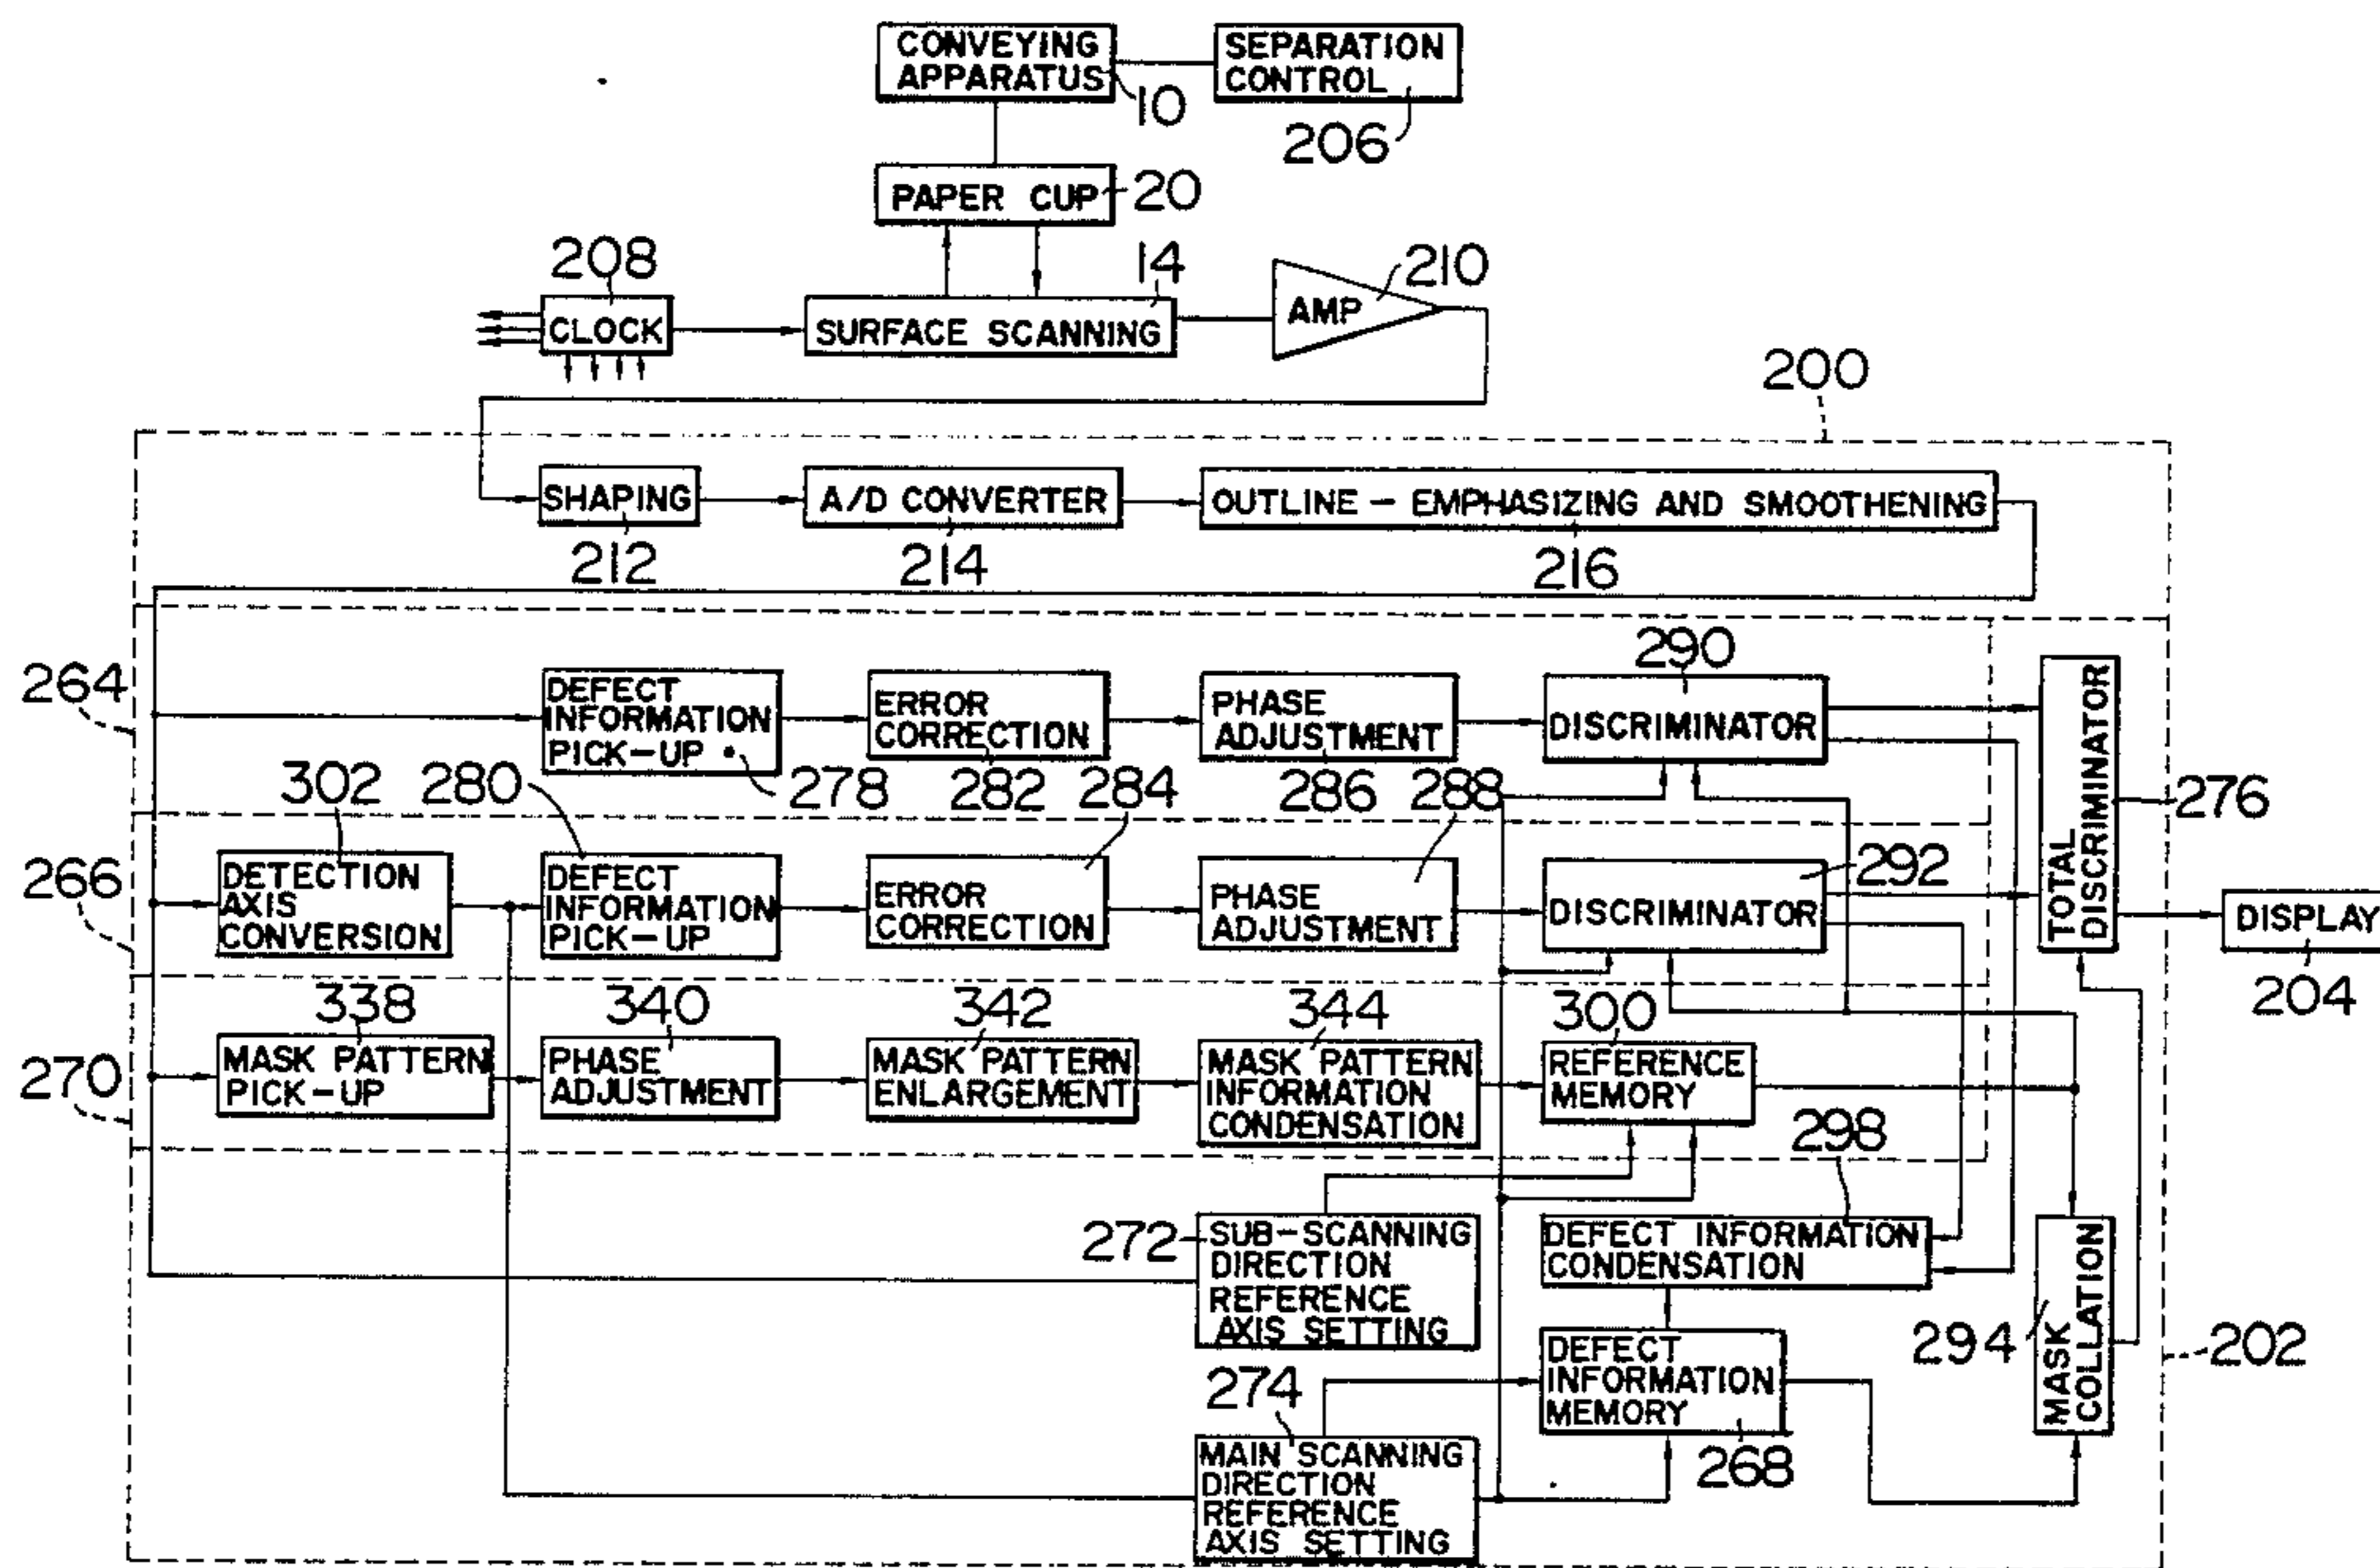 CONVEYING
APPARATUS
10
SEPARATION
CONTROL
206
PAPER CUP
20
208
CLOCK
SURFACE SCANNING
14
AMP
210
200
SHAPING
212
A/D CONVERTER
214
OUTLINE - EMPHASIZING AND SMOOTHENING
216
264
DEFECT
INFORMATION
PICK-UP
278
ERROR
CORRECTION
282
PHASE
ADJUSTMENT
286
290
DISCRIMINATOR
TOTAL
DISCRIMINATOR
276
266
302
DETECTION
AXIS
CONVERSION
280
DEFECT
INFORMATION
PICK-UP
284
ERROR
CORRECTION
288
PHASE
ADJUSTMENT
292
DISCRIMINATOR
DISPLAY
204
270
338
MASK PATTERN
PICK-UP
340
PHASE
ADJUSTMENT
342
MASK PATTERN
ENLARGEMENT
344
MASK PATTERN
INFORMATION
CONDENSATION
300
REFERENCE
MEMORY
298
272
SUB-SCANNING
DIRECTION
REFERENCE
AXIS SETTING
DEFECT INFORMATION
CONDENSATION
294
MASK
COLLATION
202
274
MAIN SCANNING
DIRECTION
REFERENCE
AXIS SETTING
DEFECT
INFORMATION
MEMORY
268